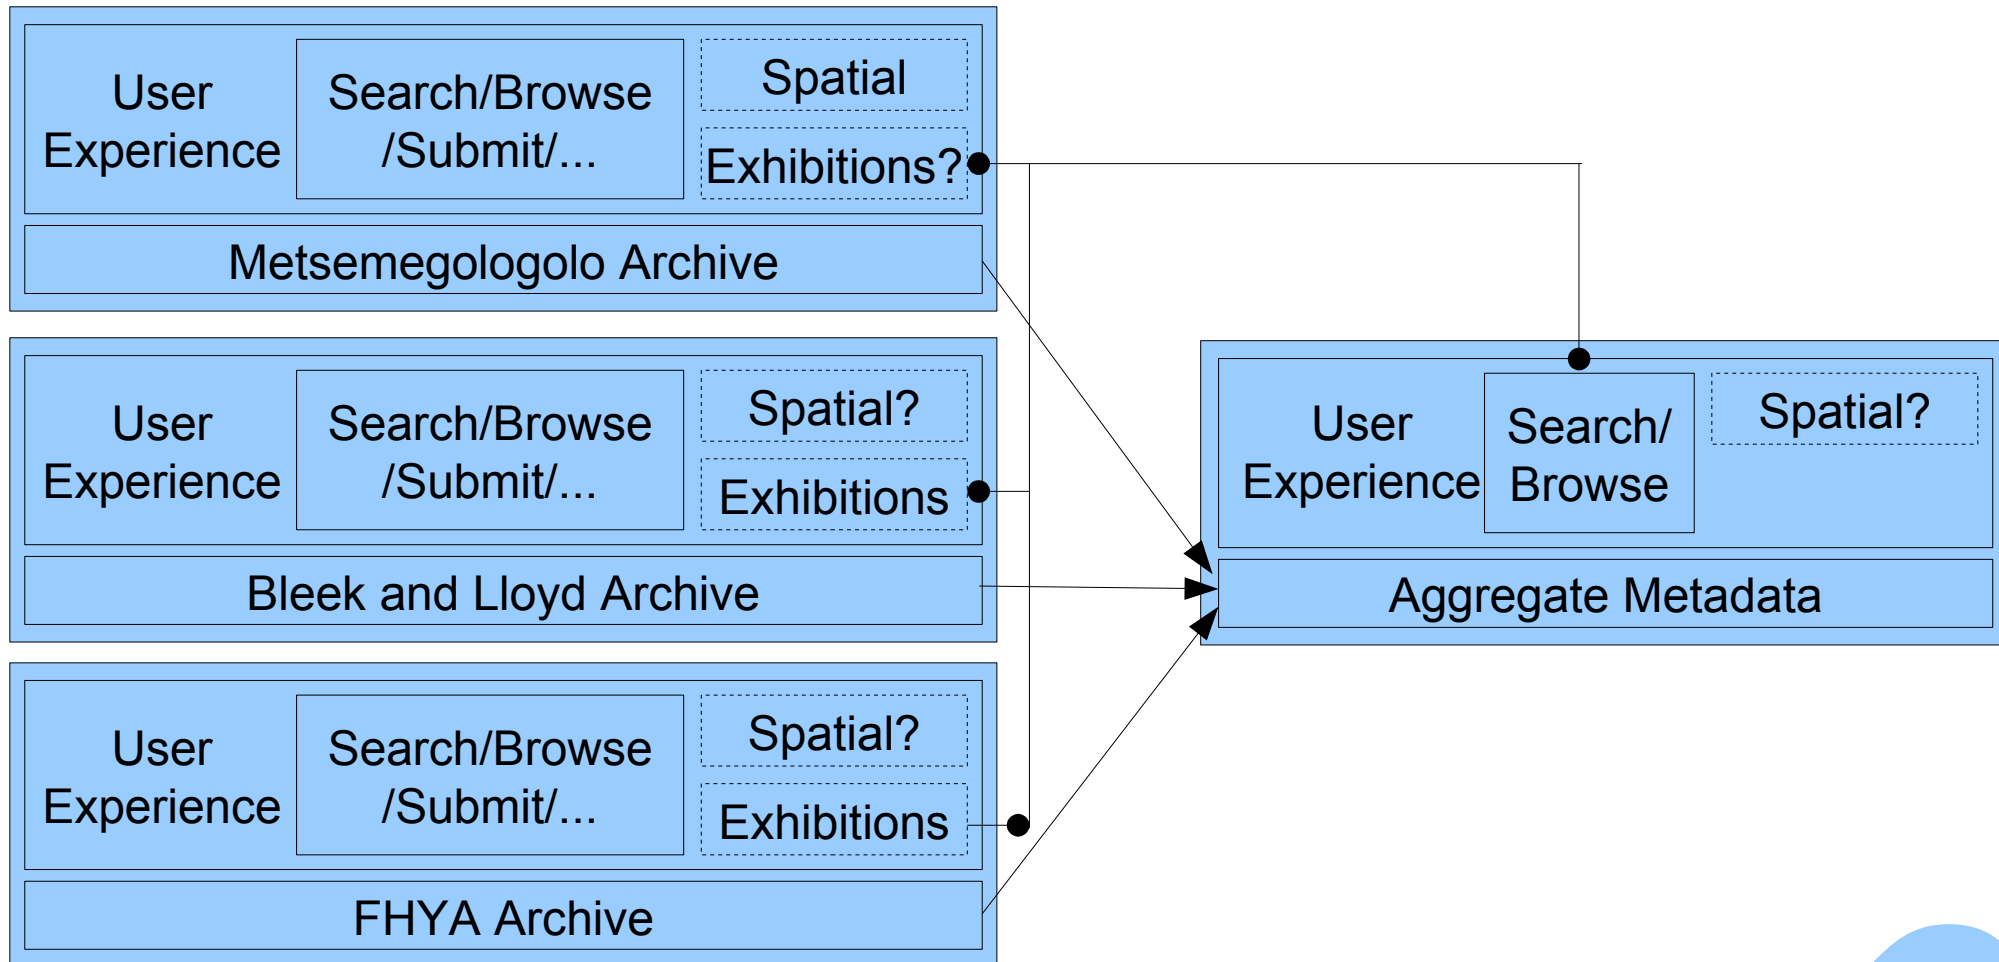 User
Experience
Search/Browse
/Submit/...
Spatial
Exhibitions?
Metsemegologolo Archive
User
Experience
Search/Browse
/Submit/...
Spatial?
Exhibitions
Bleek and Lloyd Archive
User
Experience
Search/Browse
/Submit/...
Spatial?
Exhibitions
FHYA Archive
User
Experience
Search/
Browse
Spatial?
Aggregate Metadata